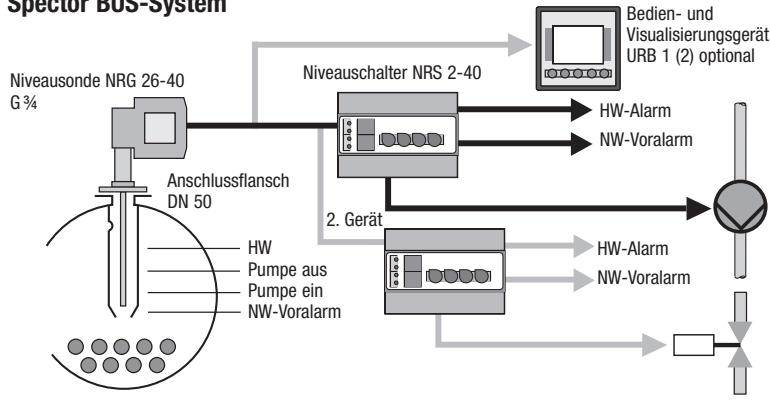 Spector BUS-System
Bedien- und
Visualisierungsgerät
URB 1 (2) optional
Niveausonde NRG 26-40
G ¾
Niveauschalter NRS 2-40
HW-Alarm
NW-Voralarm
Anschlussflansch
DN 50
2. Gerät
HW
Pumpe aus
Pumpe ein
NW-Voralarm
HW-Alarm
NW-Voralarm